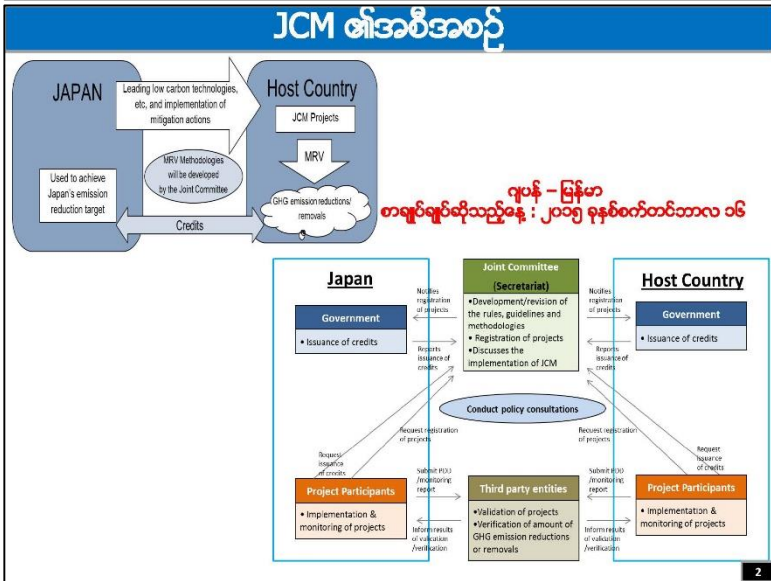 JCM ၏အစီအစဉ်
JAPAN
Leading low carbon technologies,
etc, and implementation of
mitigation actions
Host Country
JCM Projects
MRV
MRV Methodologies
will be developed
by the Joint Committee
Used to achieve
Japan's emission
reduction target
GHG emission reductions/
removals
Credits
ဂျပန် – မြန်မာ
စာချုပ်ချုပ်ဆိုသည့်နေ့ : ၂၀၁၅ ခုနှစ်စက်တင်ဘာလ ၁၆
Japan
Government
• Issuance of credits
Notifies
registration
of projects
Reports
issuance of
credits
Joint Committee
(Secretariat)
•Development/revision of
the rules, guidelines and
methodologies
• Registration of projects
•Discusses the
implementation of JCM
Notifies
registration
of projects
Reports
issuance of
credits
Host Country
Government
• Issuance of credits
Conduct policy consultations
Request registration
of projects
Request registration
of projects
Request
issuance
of credits
Request
issuance
of credits
Project Participants
• Implementation &
monitoring of projects
Submit PDD
/monitoring
report
Inform results
of validation
/verification
Third party entities
•Validation of projects
•Verification of amount of
GHG emission reductions
or removals
Submit PDD
/monitoring
report
Inform results
of validation
/verification
Project Participants
• Implementation &
monitoring of projects
2